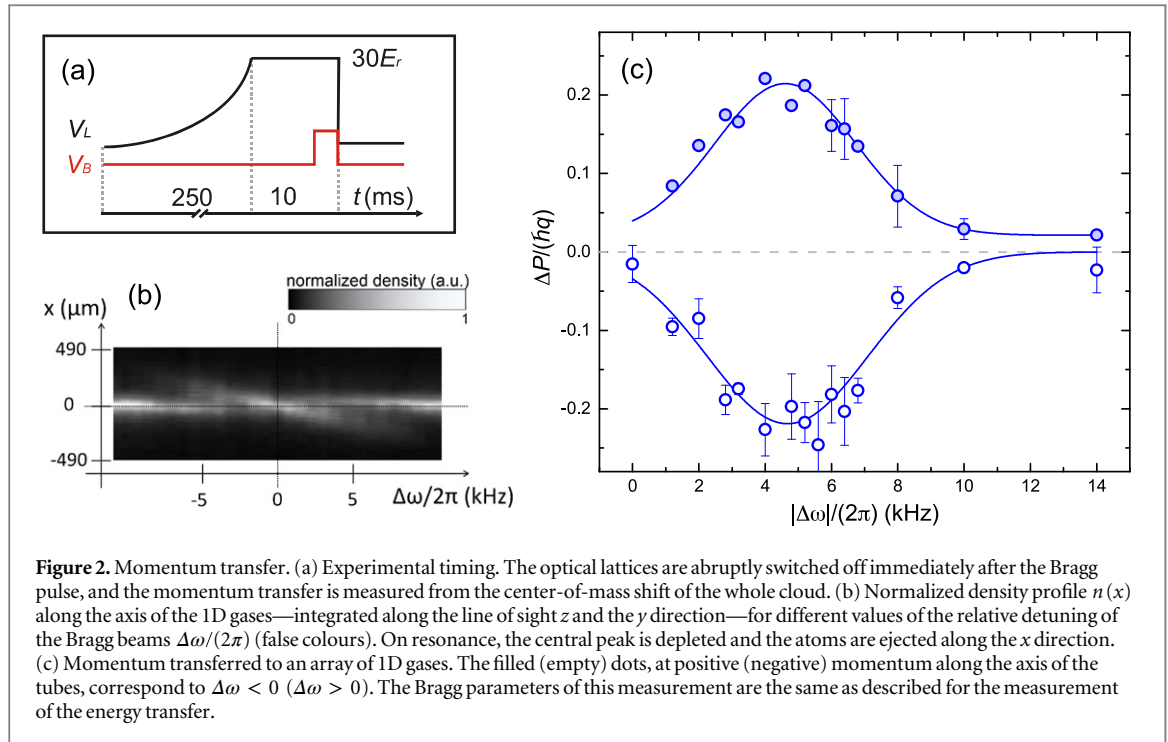 (a)
30Er
VL
VB
250
10
t (ms)
normalized density (a.u.)
0
1
(b)
x (μm)
490
0
-490
-5
0
5
Δω/2π (kHz)
(c)
0.2
0.1
0.0
-0.1
-0.2
ΔP/(ħq)
0
2
4
6
8
10
12
14
|Δω|/(2π) (kHz)
Figure 2. Momentum transfer. (a) Experimental timing. The optical lattices are abruptly switched off immediately after the Bragg
pulse, and the momentum transfer is measured from the center-of-mass shift of the whole cloud. (b) Normalized density profile n(x)
along the axis of the 1D gases—integrated along the line of sight z and the y direction—for different values of the relative detuning of
the Bragg beams Δω/(2π) (false colours). On resonance, the central peak is depleted and the atoms are ejected along the x direction.
(c) Momentum transferred to an array of 1D gases. The filled (empty) dots, at positive (negative) momentum along the axis of the
tubes, correspond to Δω < 0 (Δω > 0). The Bragg parameters of this measurement are the same as described for the measurement
of the energy transfer.